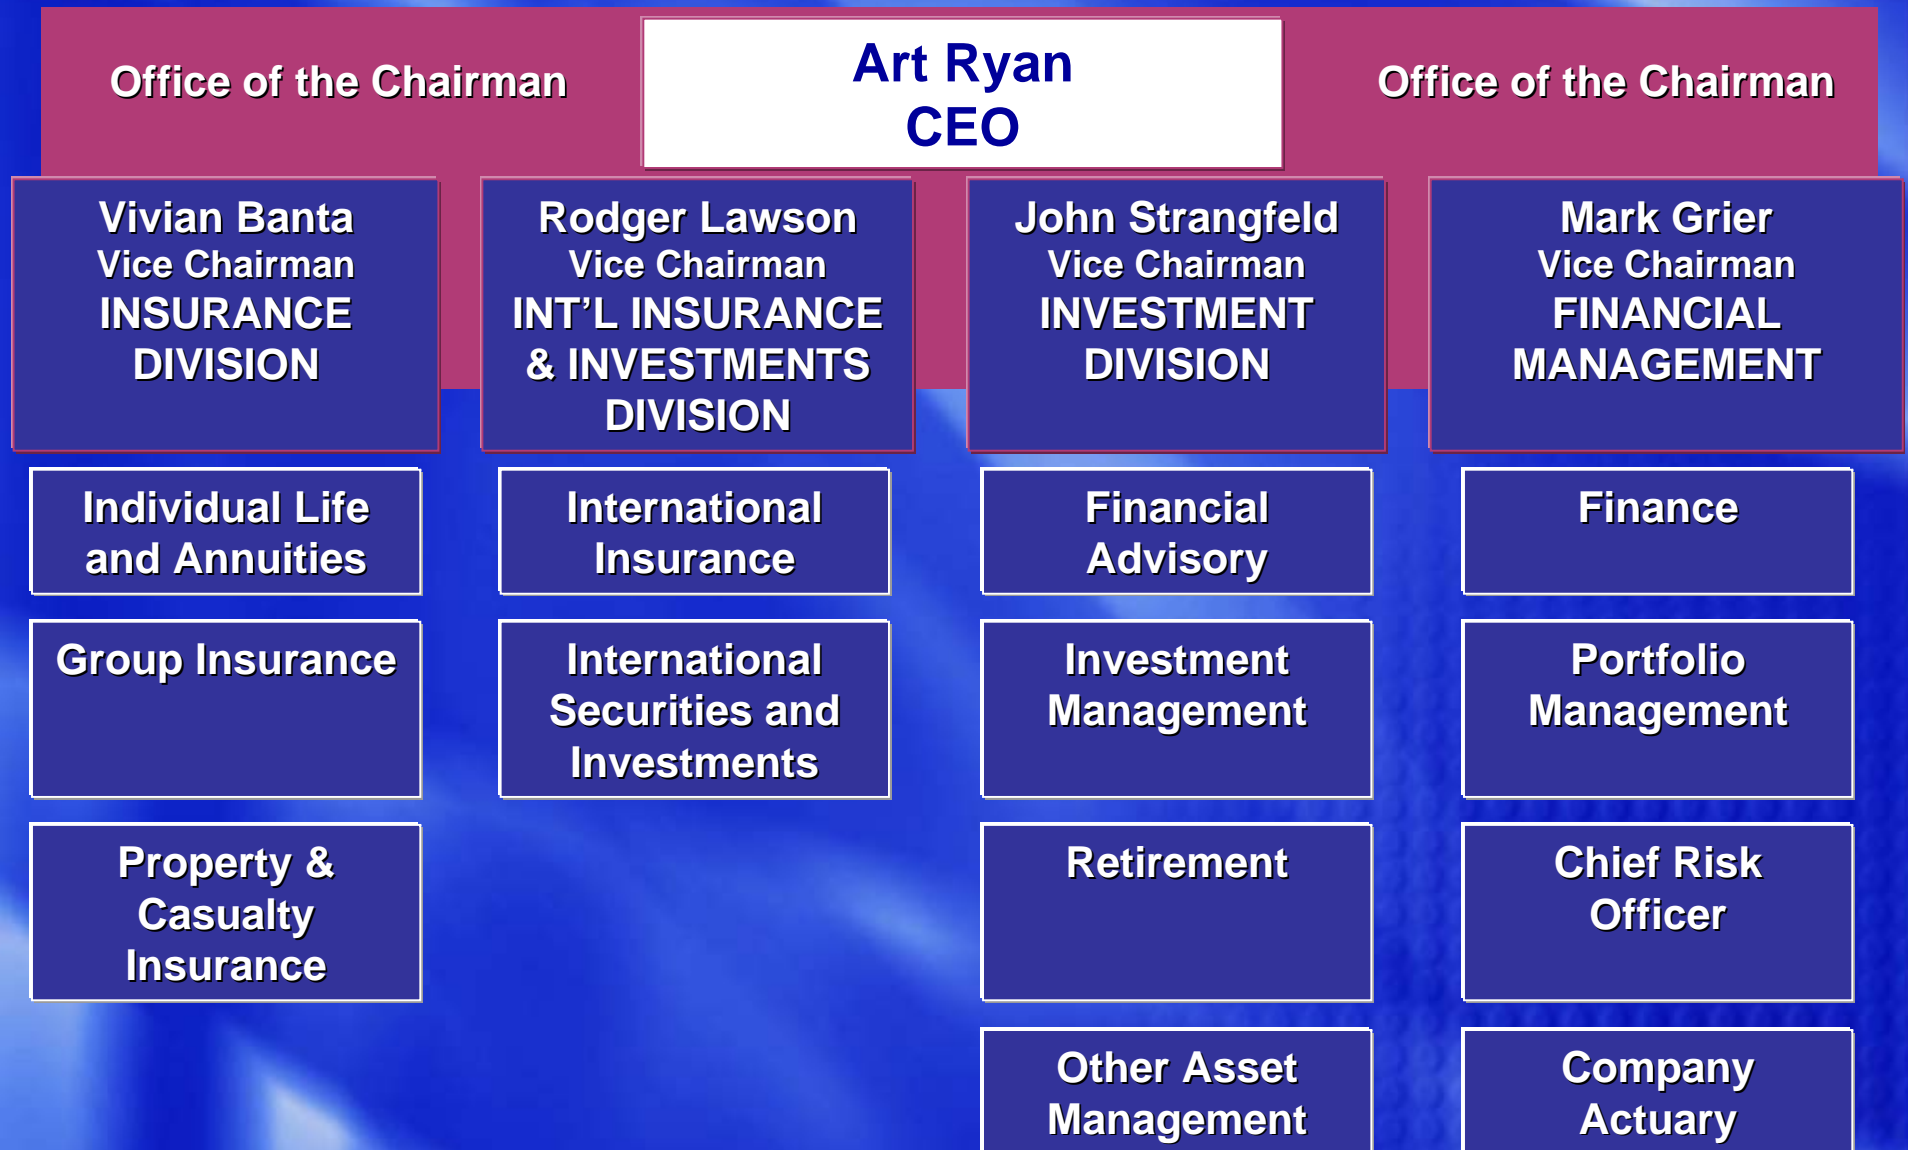 Office of the Chairman
Art Ryan
CEO
Office of the Chairman
Vivian Banta
Vice Chairman
INSURANCE
DIVISION
Rodger Lawson
Vice Chairman
INT’L INSURANCE
& INVESTMENTS
DIVISION
John Strangfeld
Vice Chairman
INVESTMENT
DIVISION
Mark Grier
Vice Chairman
FINANCIAL
MANAGEMENT
Individual Life
and Annuities
International
Insurance
Financial
Advisory
Finance
Group Insurance
International
Securities and
Investments
Investment
Management
Portfolio
Management
Property &
Casualty
Insurance
Retirement
Chief Risk
Officer
Other Asset
Management
Company
Actuary